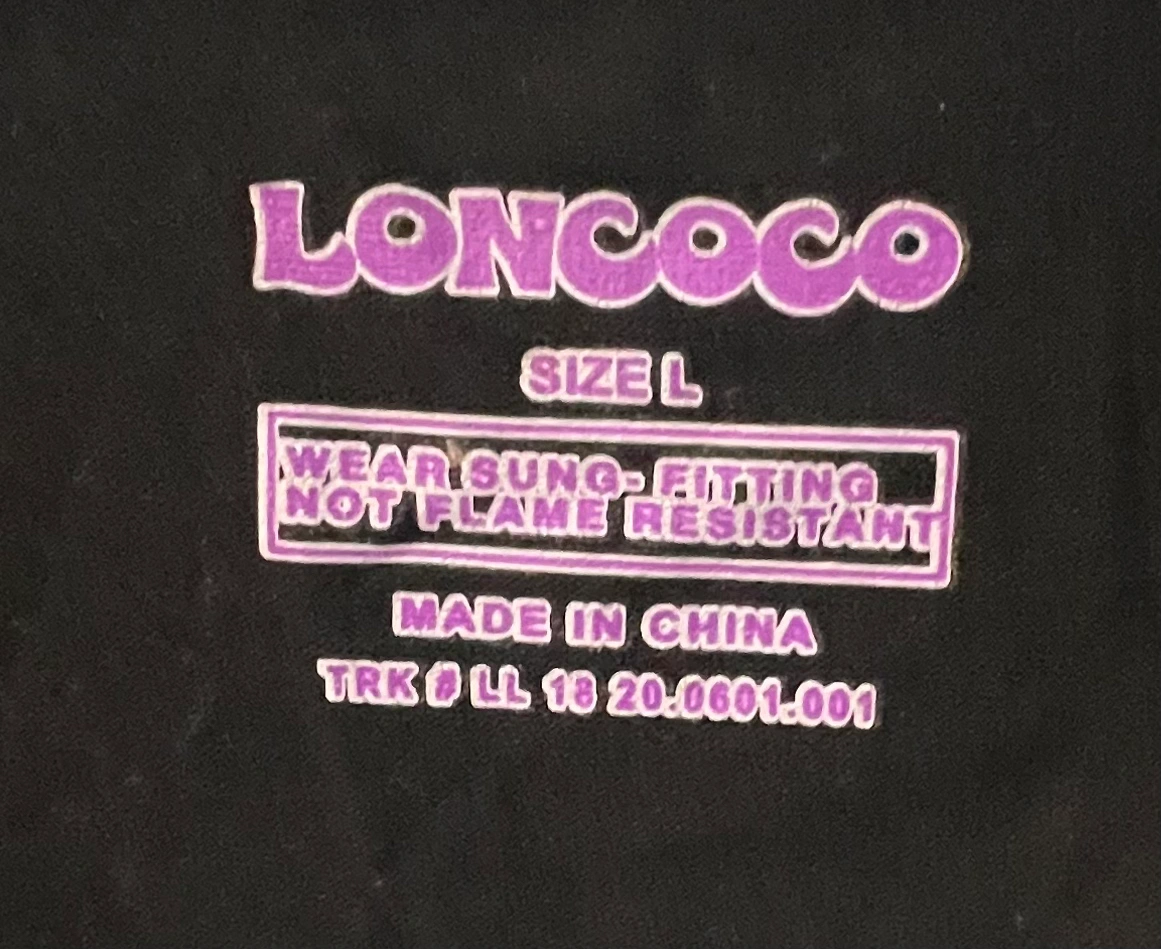 LONCOCO
SIZE L
WEAR SUNG- FITTING
NOT FLAME RESISTANT
MADE IN CHINA
TRK # LL 18 20.0601.001